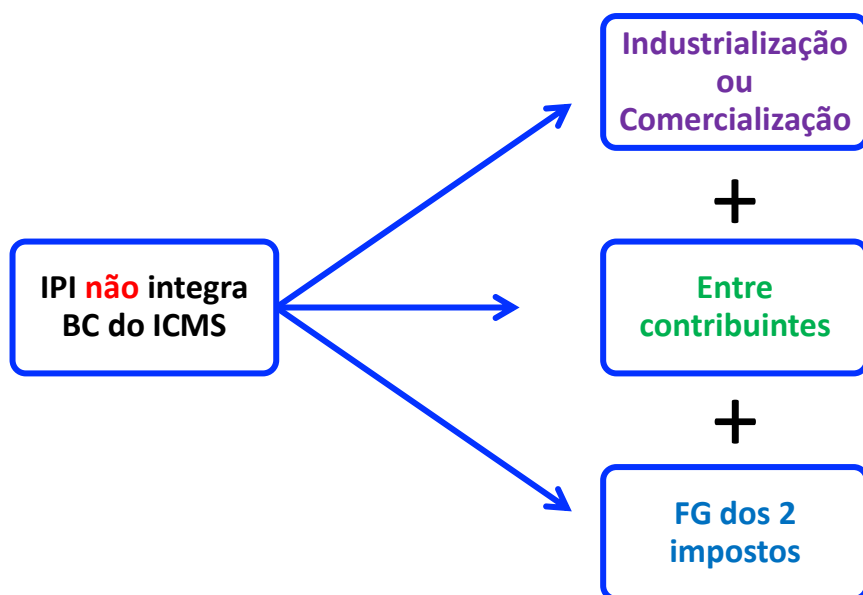 Industrialização
ou
Comercialização
+
IPI não integra
BC do ICMS
Entre
contribuintes
+
FG dos 2
impostos